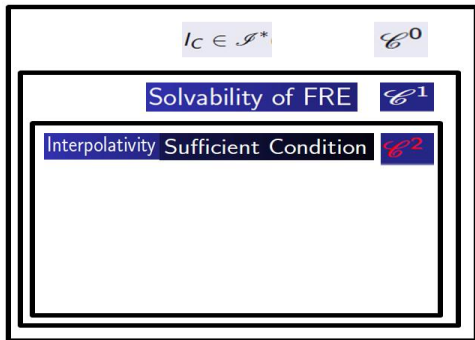 I_C ∈ 𝓘* 𝒞⁰
Solvability of FRE 𝒞¹
Interpolativity Sufficient Condition 𝒞²